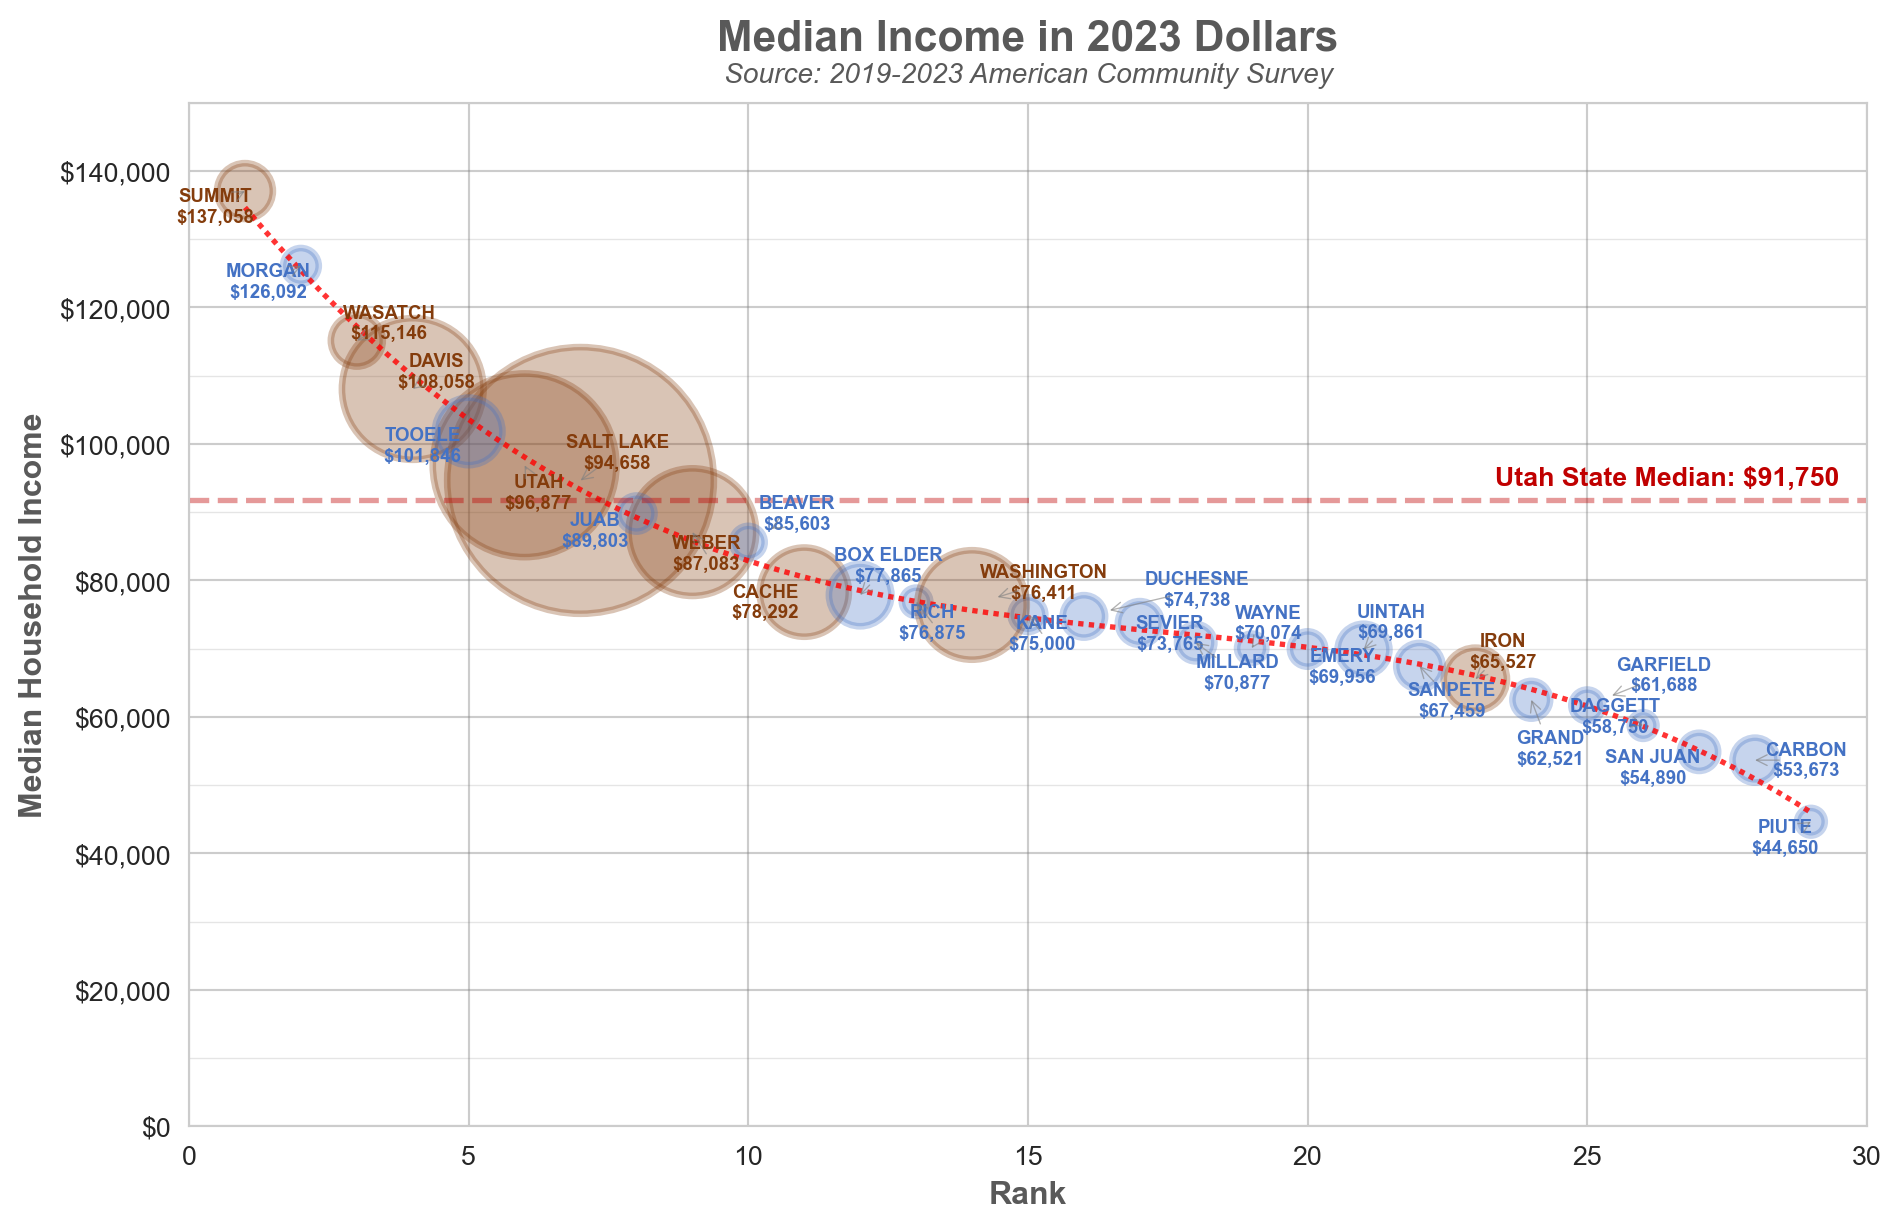 Median Income in 2023 Dollars
Source: 2019-2023 American Community Survey
Median Household Income
$140,000
$120,000
$100,000
$80,000
$60,000
$40,000
$20,000
$0
SUMMIT
$137,058
MORGAN
$126,092
WASATCH
$115,146
DAVIS
$108,058
TOOELE
$101,846
UTAH
$96,877
SALT LAKE
$94,658
JUAB
$89,803
WEBER
$87,083
BEAVER
$85,603
CACHE
$78,292
BOX ELDER
$77,865
RICH
$76,875
WASHINGTON
$76,411
KANE
$75,000
DUCHESNE
$74,738
SEVIER
$73,765
MILLARD
$70,877
WAYNE
$70,074
EMERY
$69,956
UINTAH
$69,861
SANPETE
$67,459
IRON
$65,527
GRAND
$62,521
GARFIELD
$61,688
DAGGETT
$58,750
SAN JUAN
$54,890
CARBON
$53,673
PIUTE
$44,650
Utah State Median: $91,750
0
5
10
15
20
25
30
Rank